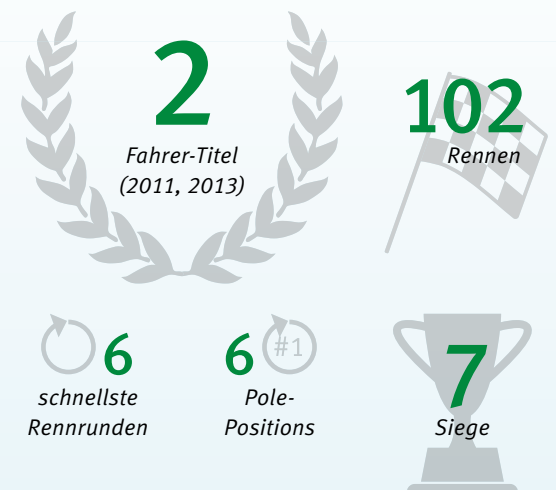 2
Fahrer-Titel
(2011, 2013)
102
Rennen
6
schnellste
Rennrunden
6 #1
Pole-
Positions
7
Siege